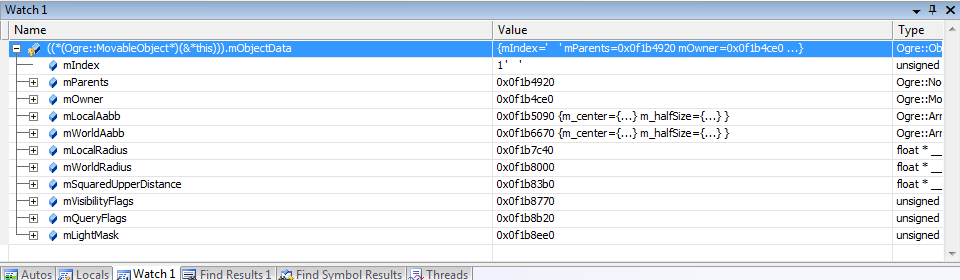 Watch 1
Name Value Type
((*(Ogre::MovableObject*)(&*this))).mObjectData {mIndex=' ' mParents=0x0f1b4920 mOwner=0x0f1b4ce0 ...} Ogre::Ob
mIndex 1 ' ' unsigned
mParents 0x0f1b4920 Ogre::No
mOwner 0x0f1b4ce0 Ogre::Mo
mLocalAabb 0x0f1b5090 {m_center={...} m_halfSize={...} } Ogre::Arr
mWorldAabb 0x0f1b6670 {m_center={...} m_halfSize={...} } Ogre::Arr
mLocalRadius 0x0f1b7c40 float * __
mWorldRadius 0x0f1b8000 float * __
mSquaredUpperDistance 0x0f1b83b0 float * __
mVisibilityFlags 0x0f1b8770 unsigned
mQueryFlags 0x0f1b8b20 unsigned
mLightMask 0x0f1b8ee0 unsigned
Autos Locals Watch 1 Find Results 1 Find Symbol Results Threads